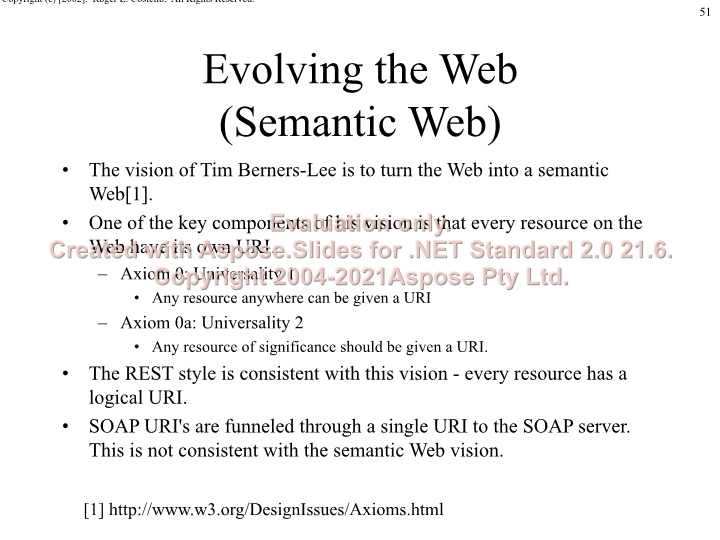 Copyright (c) [2002]. Roger L. Costello. All Rights Reserved.
51
Evolving the Web
(Semantic Web)
• The vision of Tim Berners-Lee is to turn the Web into a semantic
Web[1].
• One of the key components of his vision is that every resource on the
Web have its own URI
– Axiom 0: Universality 1
• Any resource anywhere can be given a URI
– Axiom 0a: Universality 2
• Any resource of significance should be given a URI.
• The REST style is consistent with this vision - every resource has a
logical URI.
• SOAP URI's are funneled through a single URI to the SOAP server.
This is not consistent with the semantic Web vision.
[1] http://www.w3.org/DesignIssues/Axioms.html
Evaluation only.
Created with Aspose.Slides for .NET Standard 2.0 21.6.
Copyright 2004-2021Aspose Pty Ltd.